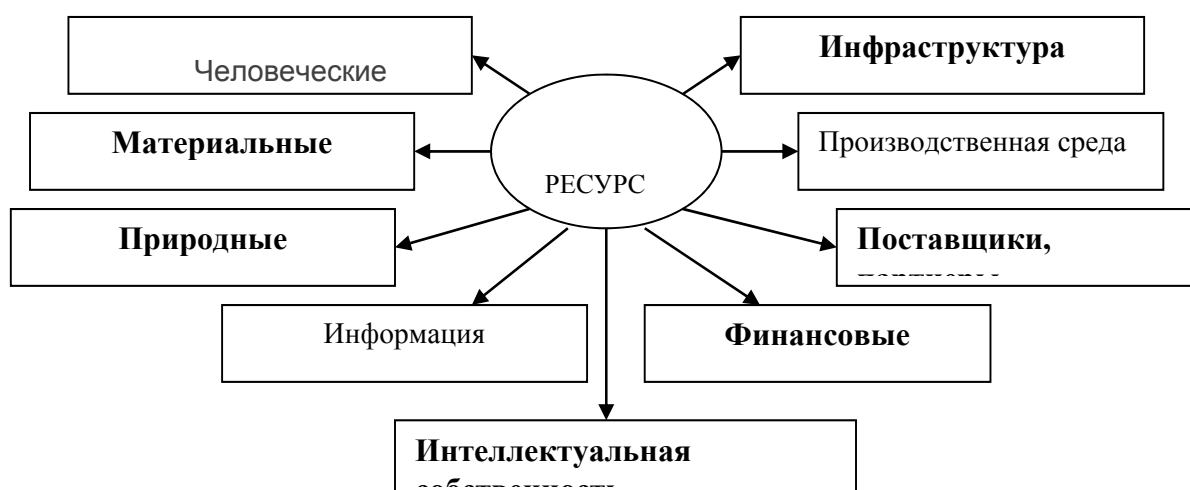 Человеческие
Инфраструктура
Материальные
Производственная среда
РЕСУРС
Природные
Поставщики,
Информация
Финансовые
Интеллектуальная